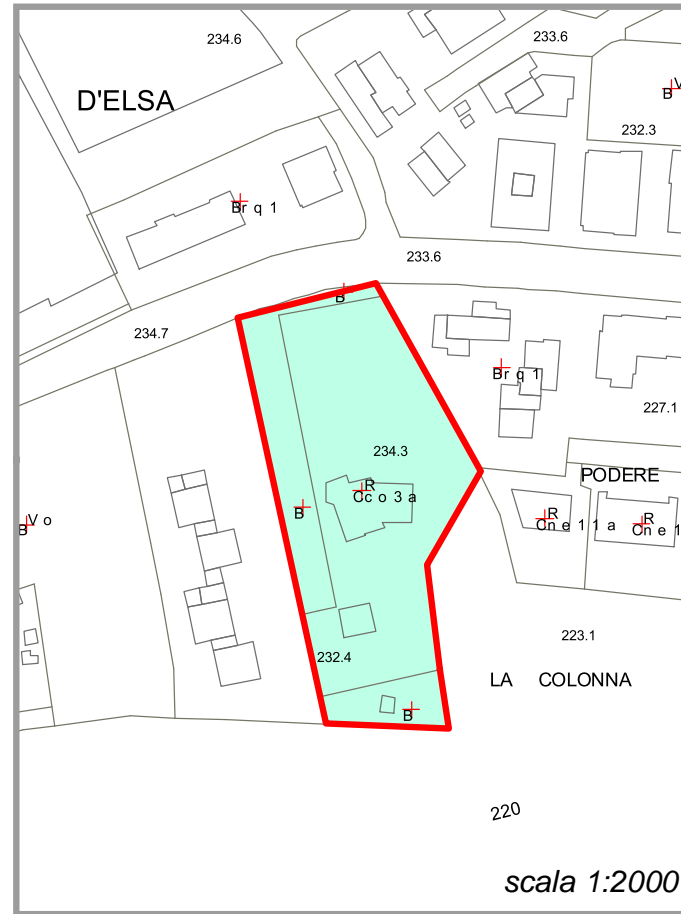 234.6
233.6
D'ELSA
V
B
232.3
Br q 1
233.6
B
234.7
Br q 1
227.1
234.3
PODERE
R
Cc o 3 a
B
V o
B
R
Cn e 1 1 a
R
Cn e 1
223.1
232.4
LA COLONNA
B
220
scala 1:2000